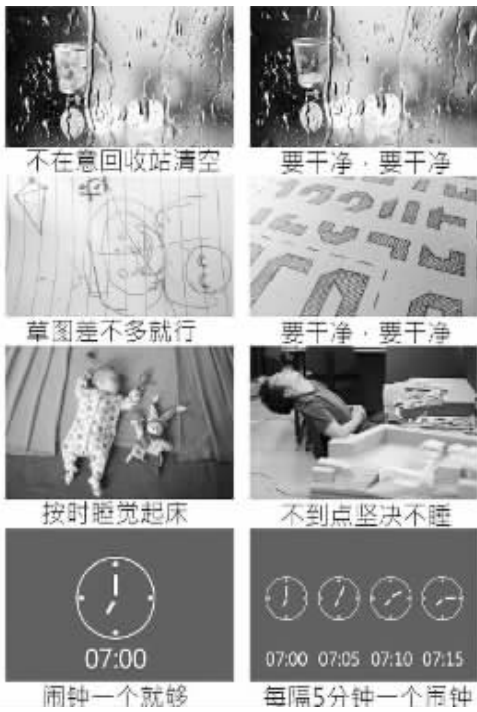 不在意回收站清空
要干净，要干净
草图差不多就行
要干净，要干净
按时睡觉起床
不到点坚决不睡
07:00
07:00 07:05 07:10 07:15
闹钟一个就够
每隔5分钟一个闹钟